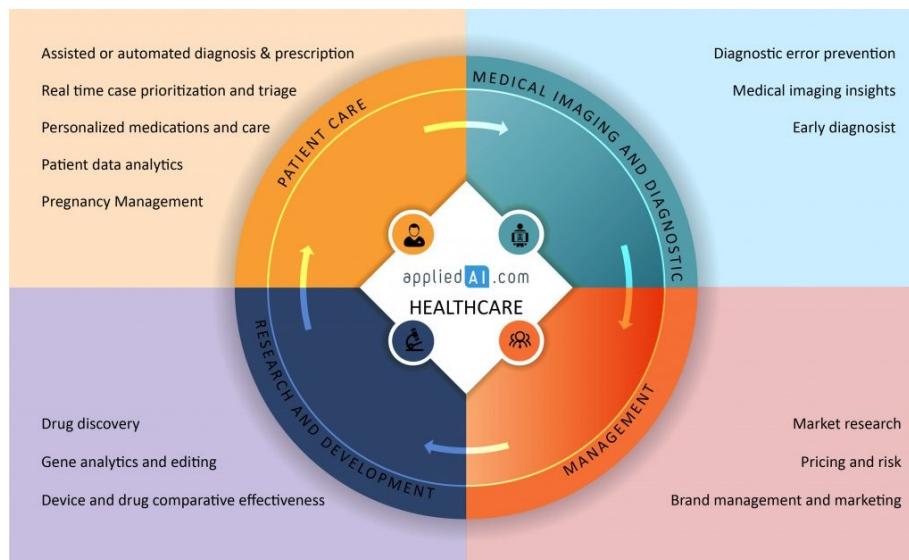 Assisted or automated diagnosis & prescription
Real time case prioritization and triage
Personalized medications and care
Patient data analytics
Pregnancy Management
PATIENT CARE
MEDICAL IMAGING AND DIAGNOSTIC
Diagnostic error prevention
Medical imaging insights
Early diagnosist
appliedAI.com
HEALTHCARE
RESEARCH AND DEVELOPMENT
MANAGEMENT
Drug discovery
Gene analytics and editing
Device and drug comparative effectiveness
Market research
Pricing and risk
Brand management and marketing